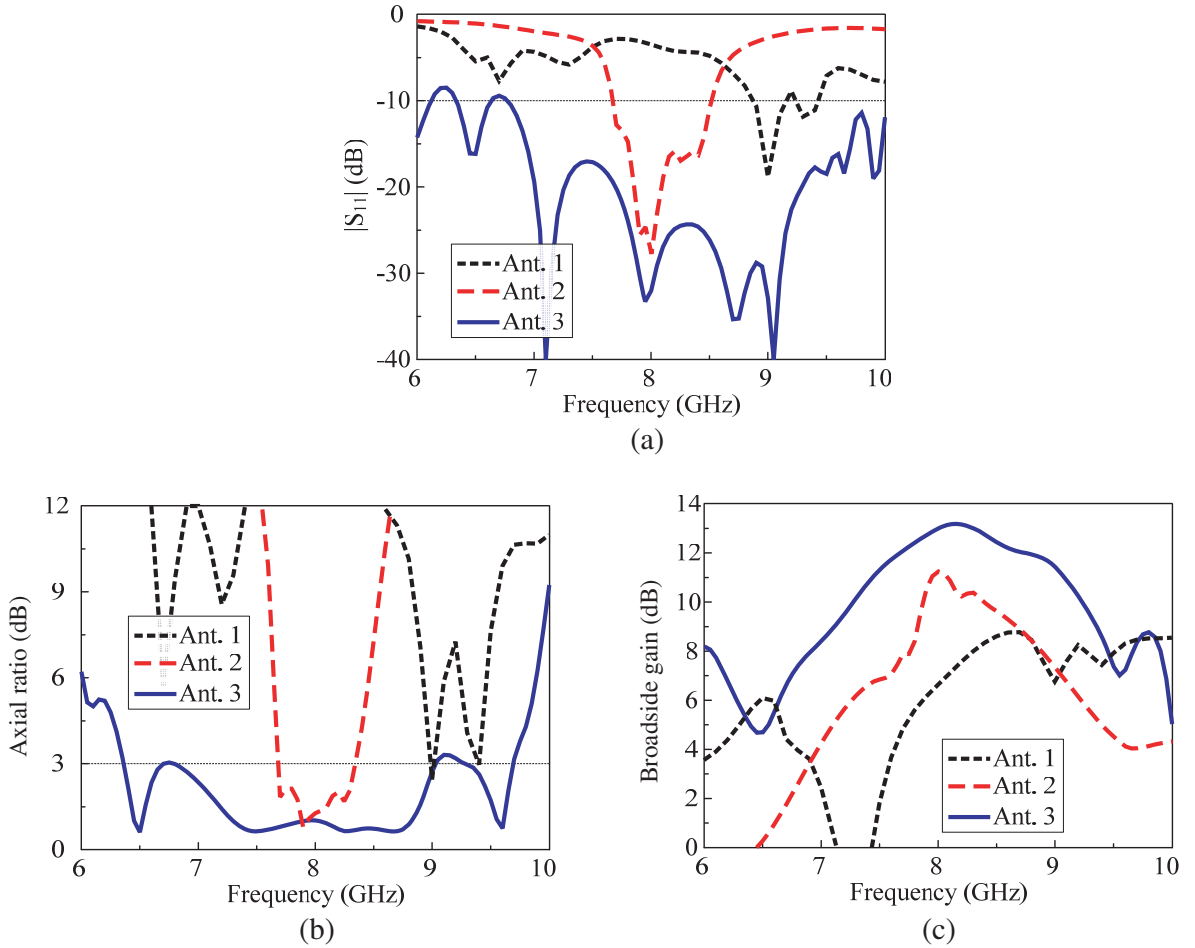 0
-10
-20
-30
-40
|S₁₁| (dB)
Ant. 1
Ant. 2
Ant. 3
6 7 8 9 10
Frequency (GHz)
(a)
12
9
6
3
0
Axial ratio (dB)
Ant. 1
Ant. 2
Ant. 3
6 7 8 9 10
Frequency (GHz)
(b)
14
12
10
8
6
4
2
0
Broadside gain (dB)
Ant. 1
Ant. 2
Ant. 3
6 7 8 9 10
Frequency (GHz)
(c)